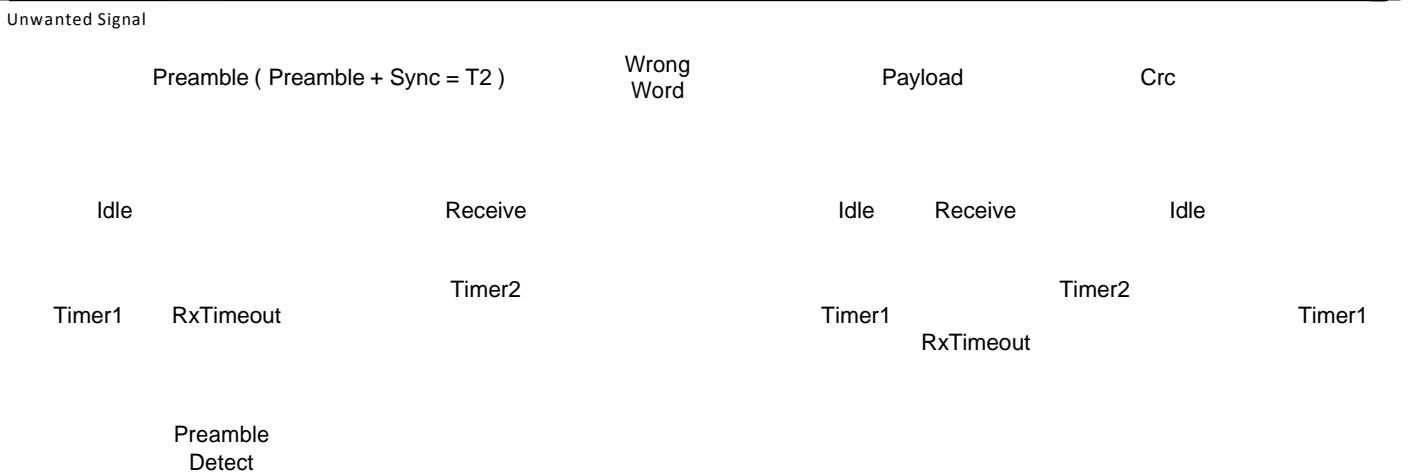 Unwanted Signal
Preamble ( Preamble + Sync = T2 )
Wrong
Word
Payload
Crc
Idle
Receive
Idle
Receive
Idle
Timer2
Timer2
Timer1
RxTimeout
Timer1
Timer1
RxTimeout
Preamble
Detect